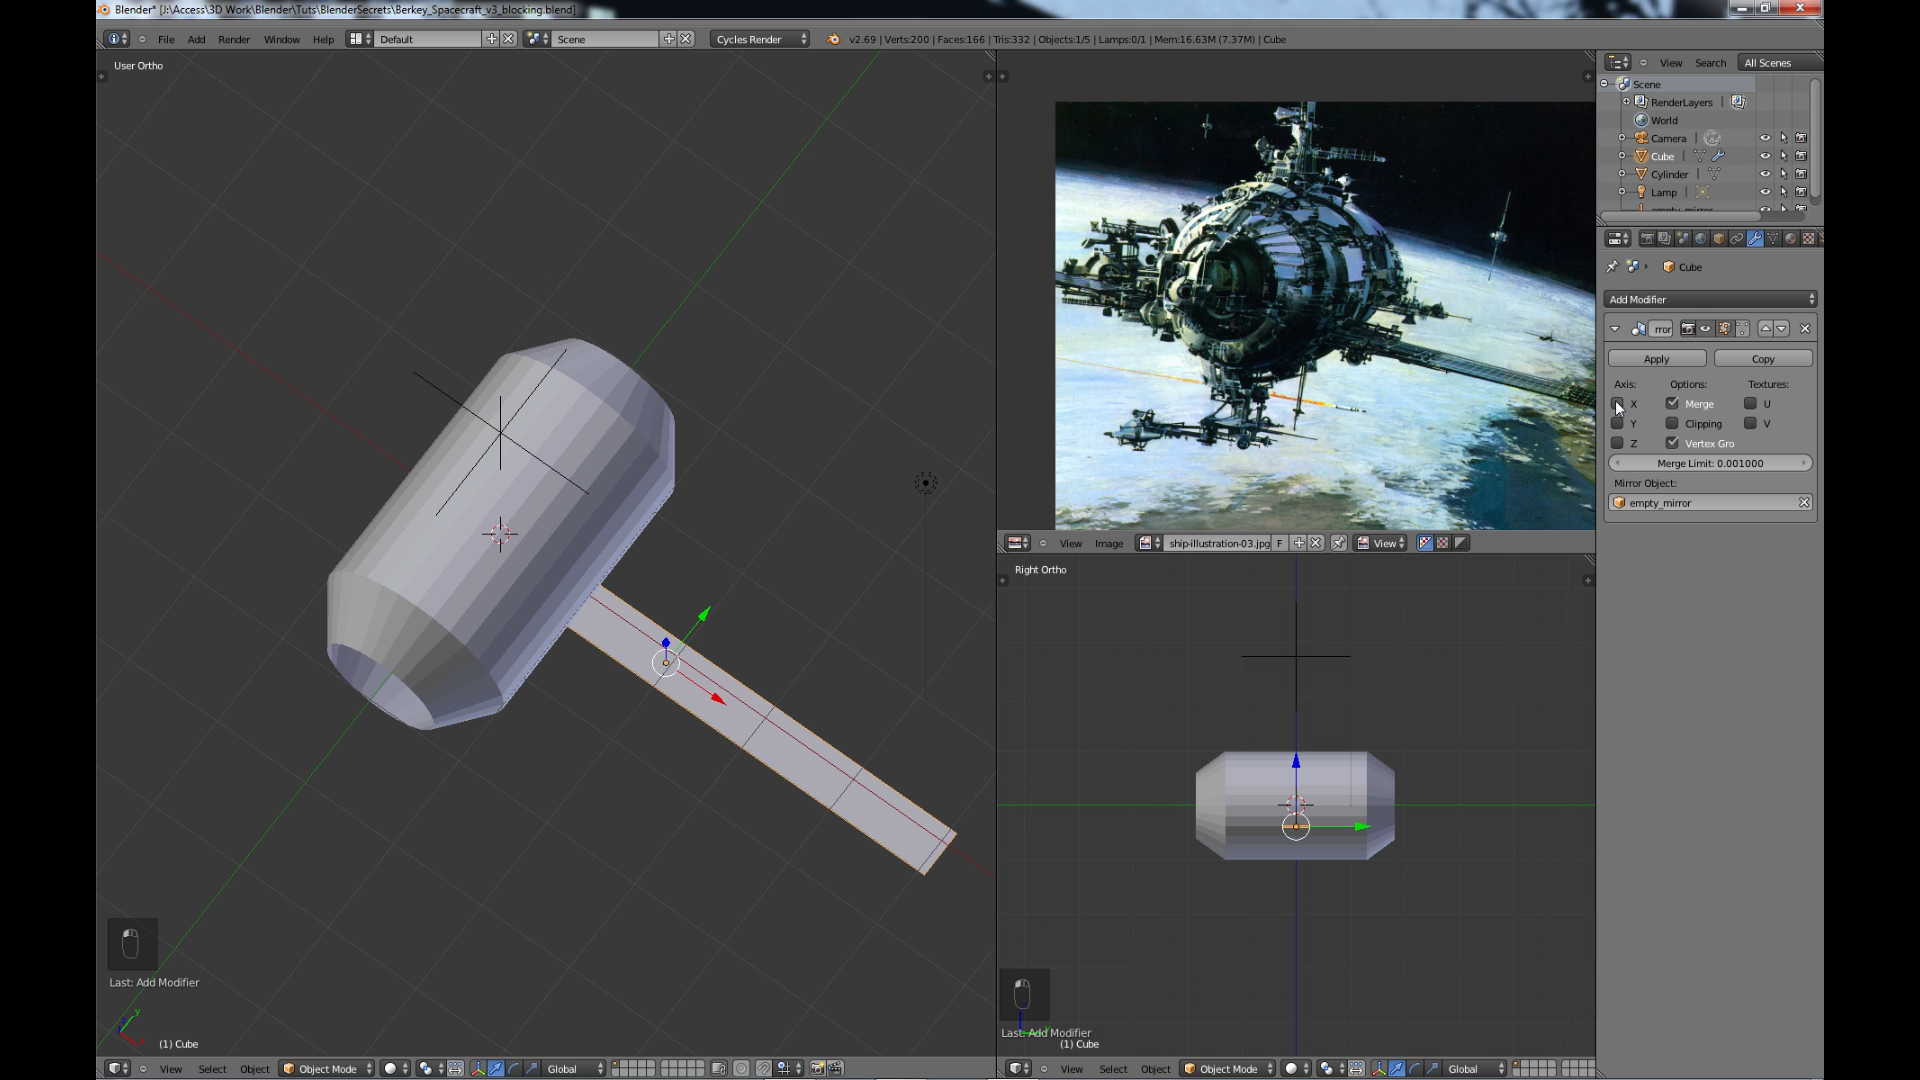 Blender* [J:\Access\3D Work\Blender\Tuts\BlenderSecrets\Berkey_Spacecraft_v3_blocking.blend]
File Add Render Window Help Default Scene Cycles Render v2.69 | Verts:200 | Faces:166 | Tris:332 | Objects:1/5 | Lamps:0/1 | Mem:16.63M (7.37M) | Cube
User Ortho
View Search All Scenes
Scene
RenderLayers
World
Camera
Cube
Cylinder
Lamp
empty_mirror
Cube
Add Modifier
rror
Apply Copy
Axis: Options: Textures:
X Merge U
Y Clipping V
Z Vertex Gro
Merge Limit: 0.001000
Mirror Object:
empty_mirror
View Image ship-illustration-03.jpg F View
Right Ortho
Last: Add Modifier
y
(1) Cube
Last: Add Modifier
(1) Cube
View Select Object Object Mode Global
View Select Object Object Mode Global